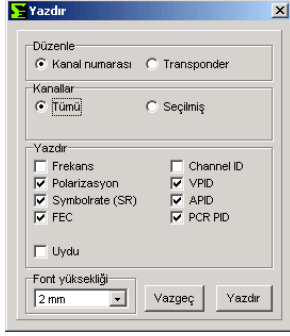 Yazdır
Düzenle
Kanal numarası Transponder
Kanallar
Tümü Seçilmiş
Yazdır
Frekans Channel ID
Polarizasyon VPID
Symbolrate (SR) APID
FEC PCR PID
Uydu
Font yüksekliği
2 mm Vazgeç Yazdır